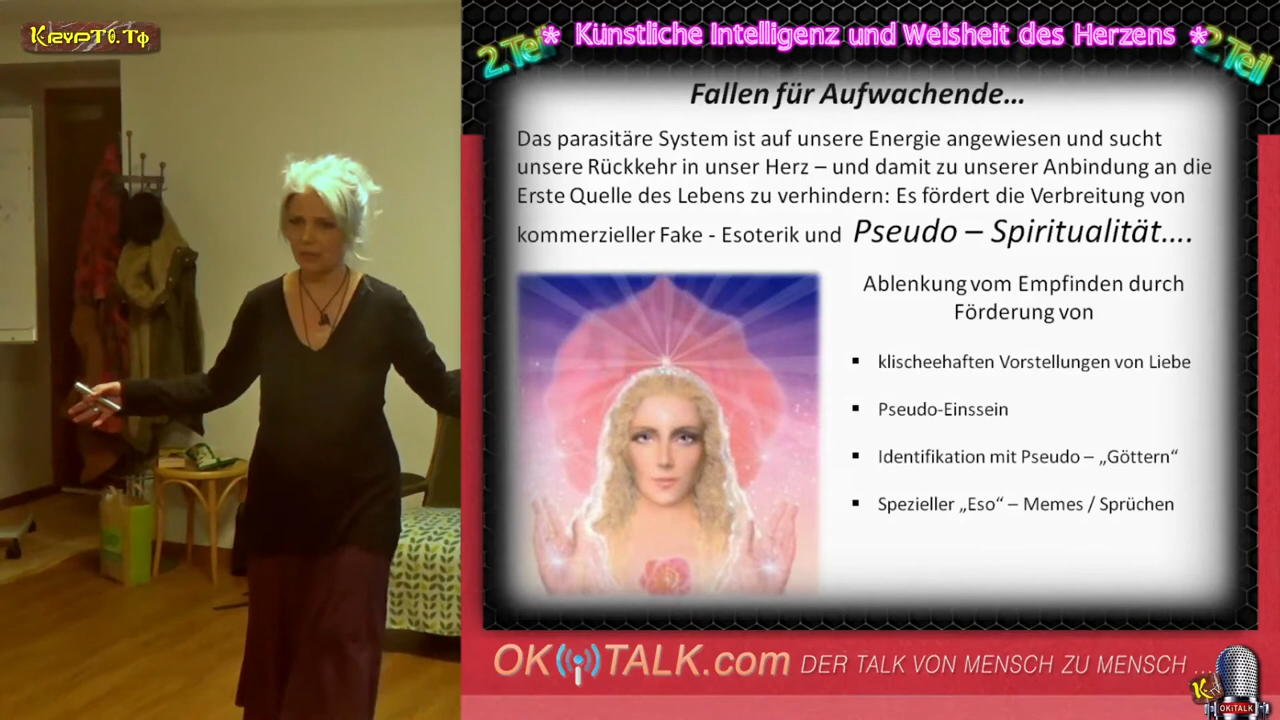 KrypT0.Tφ
2.Teil
* Künstliche Intelligenz und Weisheit des Herzens *
2.Teil
Fallen für Aufwachende...
Das parasitäre System ist auf unsere Energie angewiesen und sucht
unsere Rückkehr in unser Herz – und damit zu unserer Anbindung an die
Erste Quelle des Lebens zu verhindern: Es fördert die Verbreitung von
kommerzieller Fake - Esoterik und Pseudo – Spiritualität....
Ablenkung vom Empfinden durch
Förderung von
▪ klischeehaften Vorstellungen von Liebe
▪ Pseudo-Einssein
▪ Identifikation mit Pseudo – „Göttern“
▪ Spezieller „Eso“ – Memes / Sprüchen
OKiTALK.com DER TALK VON MENSCH ZU MENSCH ...
OKiTALK